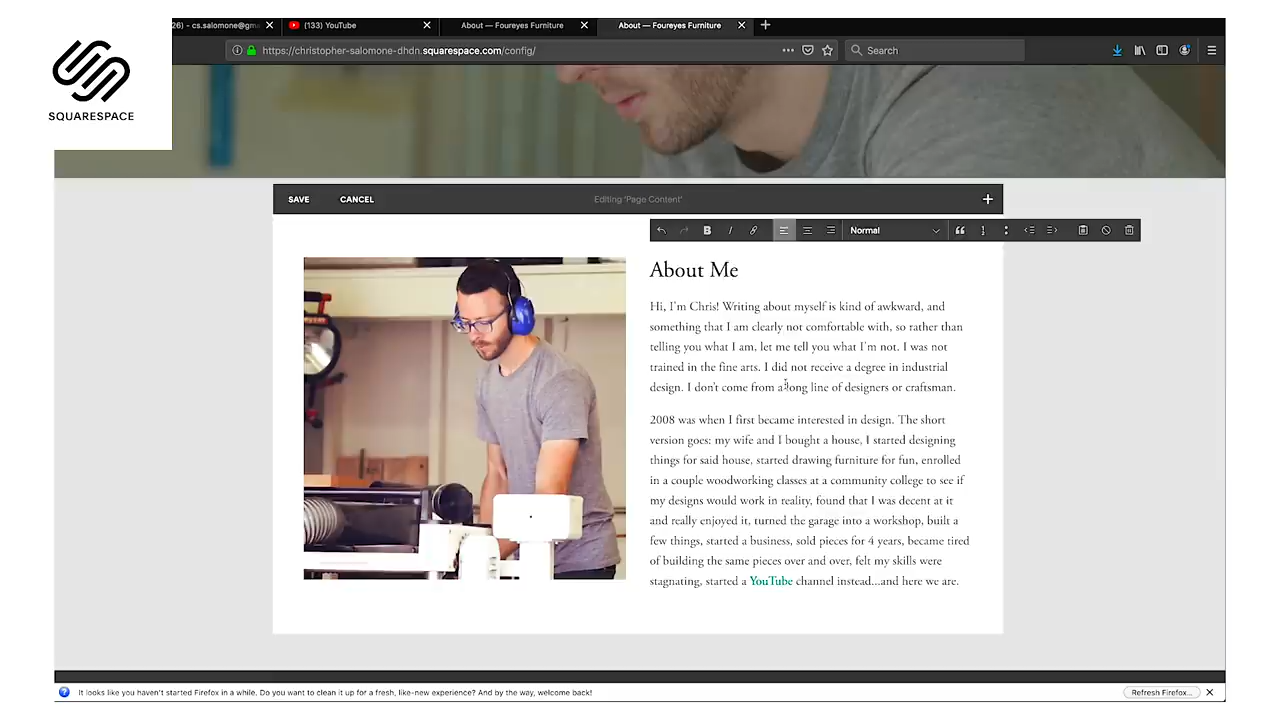 26) - cs.salomone@gm
(133) YouTube
About — Foureyes Furniture
About — Foureyes Furniture
https://christopher-salomone-dhdn.squarespace.com/config/
Search
SQUARESPACE
SAVE
CANCEL
Editing 'Page Content'
Normal
About Me
Hi, I'm Chris! Writing about myself is kind of awkward, and
something that I am clearly not comfortable with, so rather than
telling you what I am, let me tell you what I'm not. I was not
trained in the fine arts. I did not receive a degree in industrial
design. I don't come from a long line of designers or craftsman.
2008 was when I first became interested in design. The short
version goes: my wife and I bought a house, I started designing
things for said house, started drawing furniture for fun, enrolled
in a couple woodworking classes at a community college to see if
my designs would work in reality, found that I was decent at it
and really enjoyed it, turned the garage into a workshop, built a
few things, started a business, sold pieces for 4 years, became tired
of building the same pieces over and over, felt my skills were
stagnating, started a YouTube channel instead...and here we are.
It looks like you haven't started Firefox in a while. Do you want to clean it up for a fresh, like-new experience? And by the way, welcome back!
Refresh Firefox...